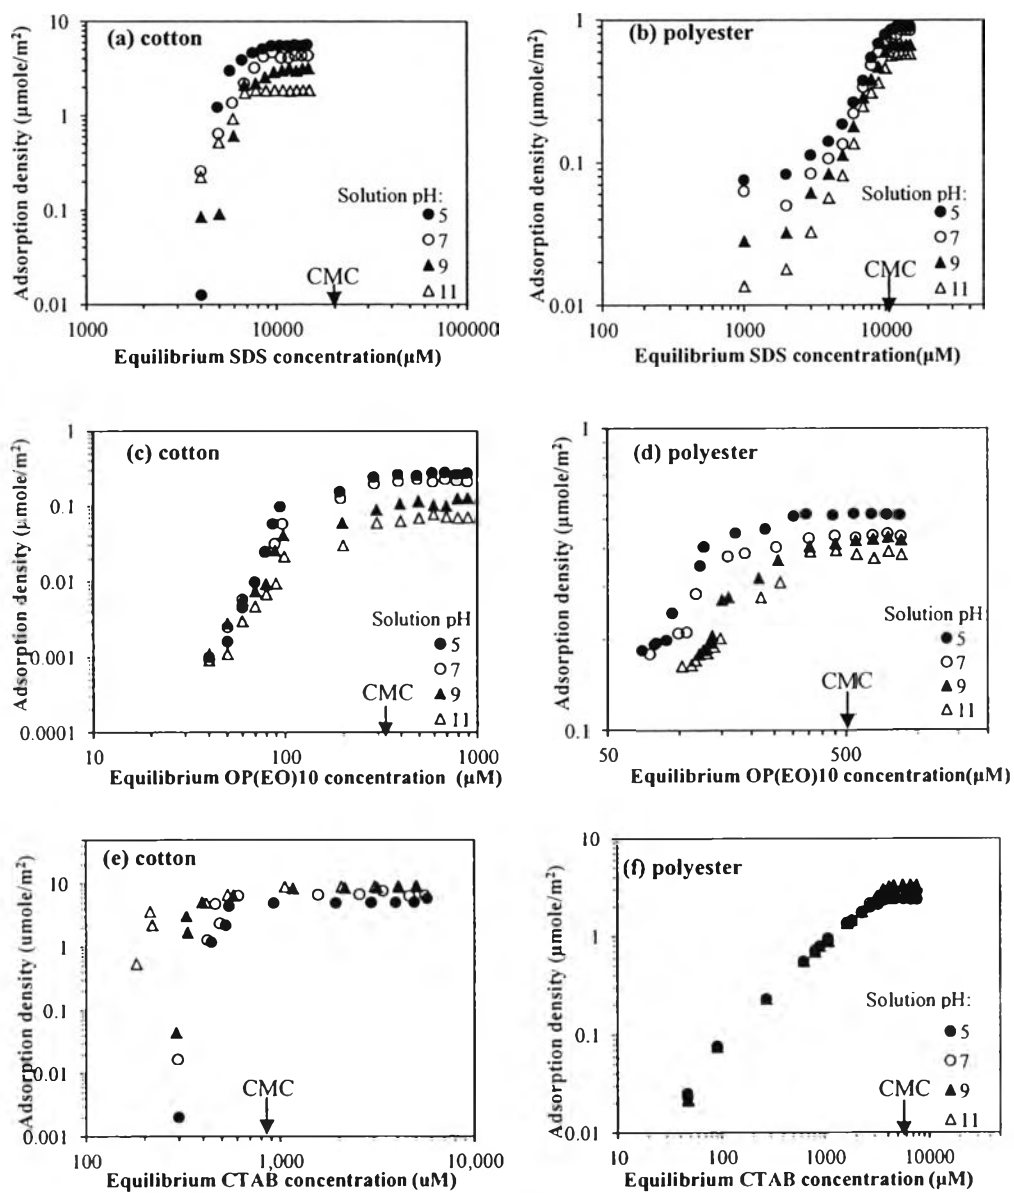 (a) cotton
Adsorption density (µmole/m²)
10
1
0.1
0.01
Solution pH:
5
7
9
11
CMC
1000
10000
100000
Equilibrium SDS concentration(µM)
(b) polyester
Adsorption density (µmole/m²)
1
0.1
0.01
Solution pH:
5
7
9
11
CMC
100
1000
10000
Equilibrium SDS concentration(µM)
(c) cotton
Adsorption density (µmole/m²)
1
0.1
0.01
0.001
0.0001
Solution pH
5
7
9
11
CMC
10
100
1000
Equilibrium OP(EO)10 concentration (µM)
(d) polyester
Adsorption density (µmole/m²)
1
0.1
Solution pH
5
7
9
11
CMC
50
500
Equilibrium OP(EO)10 concentration(µM)
(e) cotton
Adsorption density (umole/m²)
100
10
1
0.1
0.01
0.001
CMC
100
1,000
10,000
Equilibrium CTAB concentration (uM)
(f) polyester
Adsorption density (µmole/m²)
10
1
0.1
0.01
Solution pH:
5
7
9
11
CMC
10
100
1000
10000
Equilibrium CTAB concentration (µM)